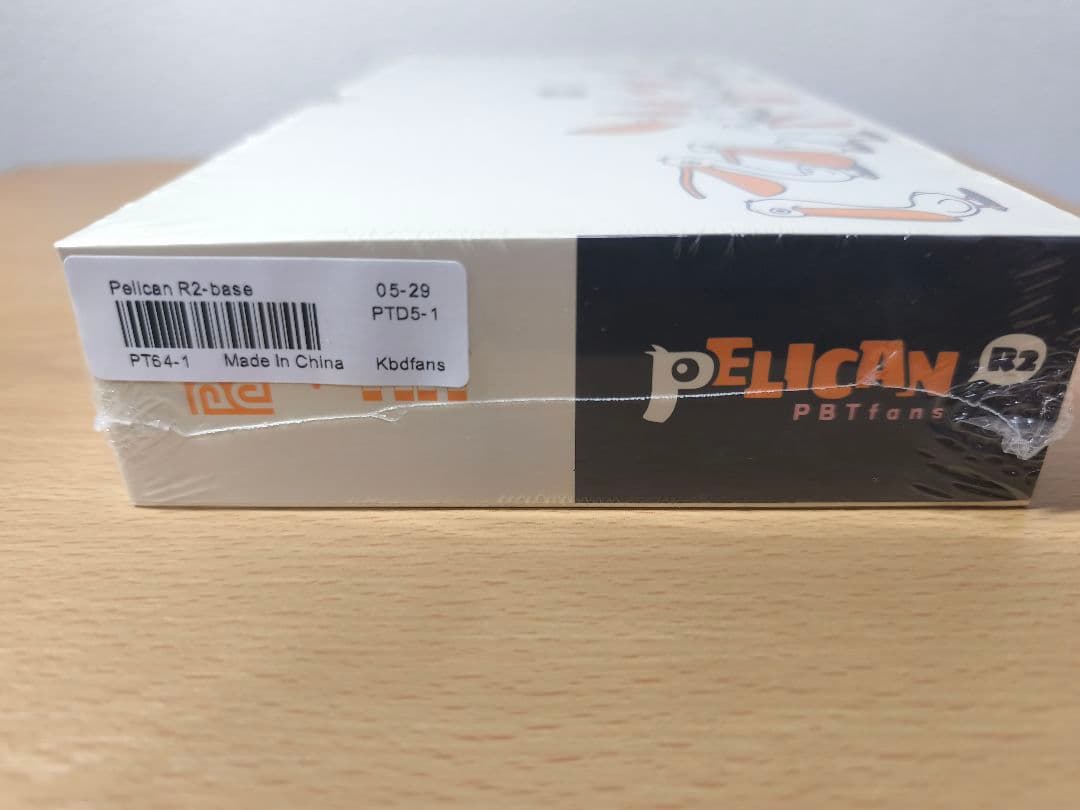 Pelican R2-base
05-29
PTD5-1
PT64-1 Made In China Kbdfans
PELICAN R2
PBTfans